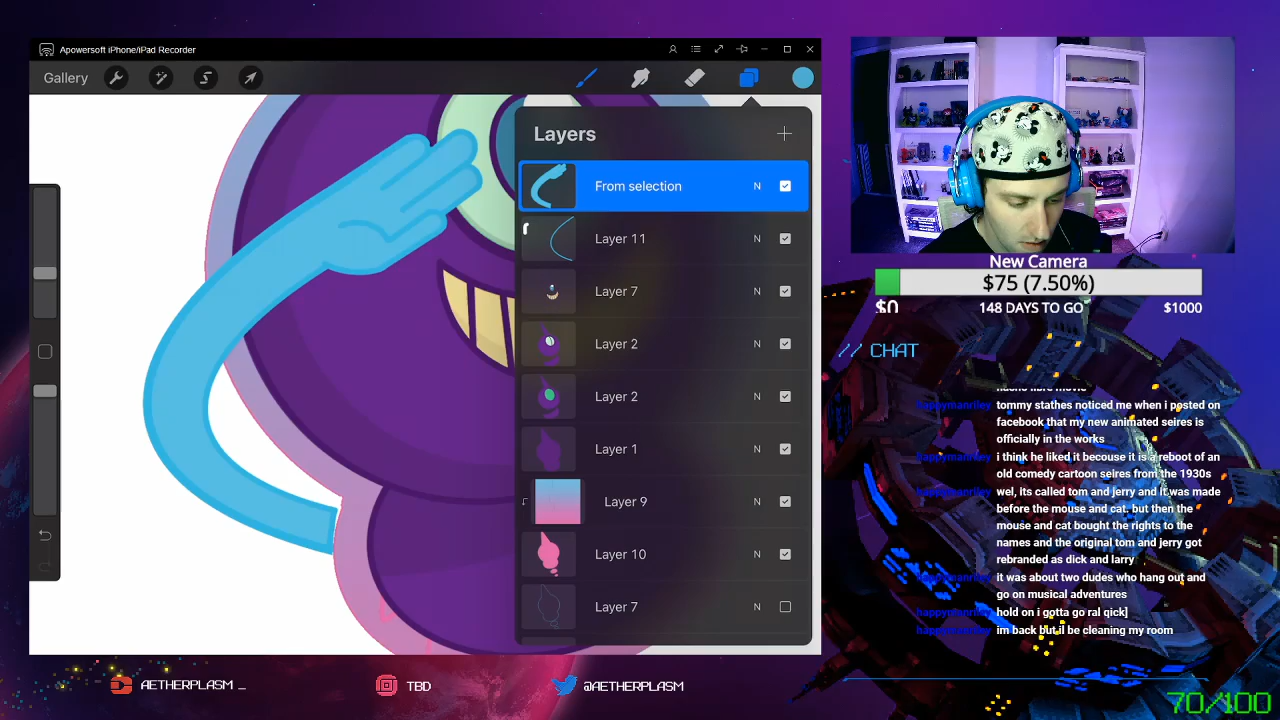 Apowersoft iPhone/iPad Recorder
Gallery
Layers
From selection N
Layer 11 N
Layer 7 N
Layer 2 N
Layer 2 N
Layer 1 N
Layer 9 N
Layer 10 N
Layer 7 N
New Camera
$75 (7.50%)
$0 148 DAYS TO GO $1000
// CHAT
happymanriley tommy stathes noticed me when i posted on
facebook that my new animated seires is
officially in the works
happymanriley i think he liked it becouse it is a reboot of an
old comedy cartoon seires from the 1930s
happymanriley wel, its called tom and jerry and it was made
before the mouse and cat. but then the
mouse and cat bought the rights to the
names and the original tom and jerry got
rebranded as dick and larry
happymanriley it was about two dudes who hang out and
go on musical adventures
happymanriley hold on i gotta go ral qick]
happymanriley im back but il be cleaning my room
AETHERPLASM _
TBD
@AETHERPLASM
70/100